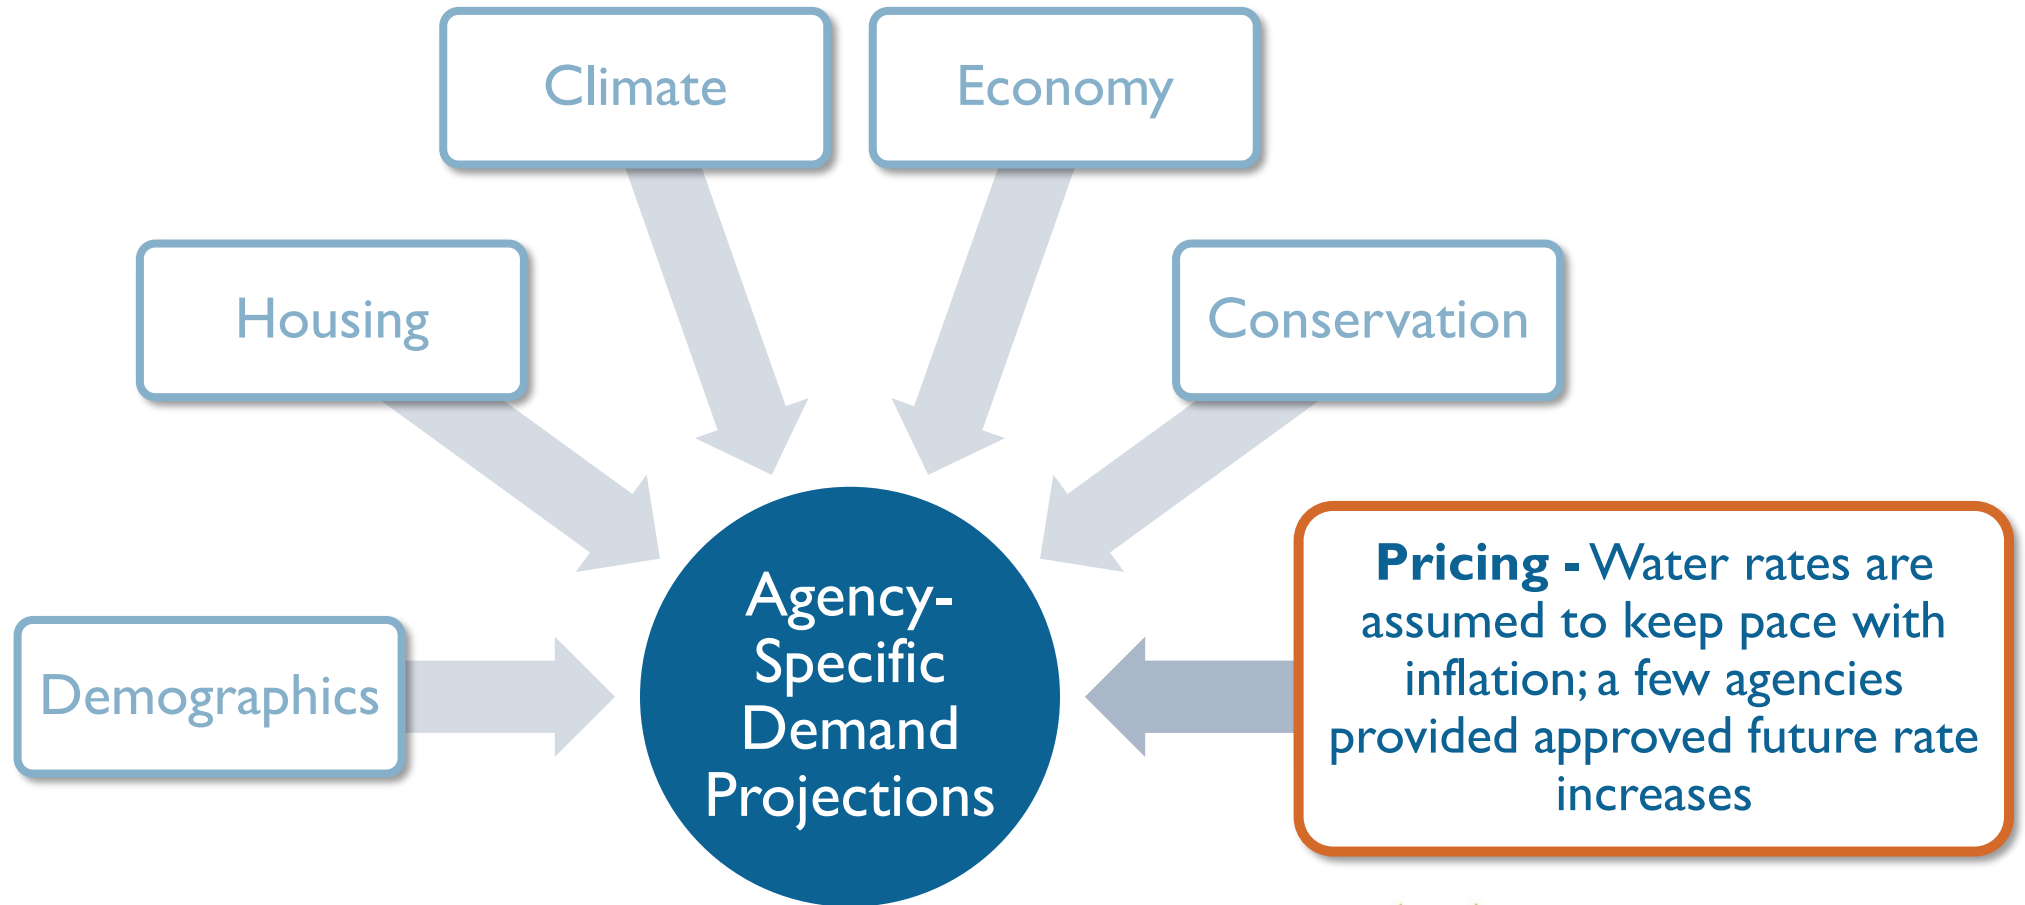 Climate
Economy
Housing
Conservation
Demographics
Agency-
Specific
Demand
Projections
Pricing - Water rates are
assumed to keep pace with
inflation; a few agencies
provided approved future rate
increases